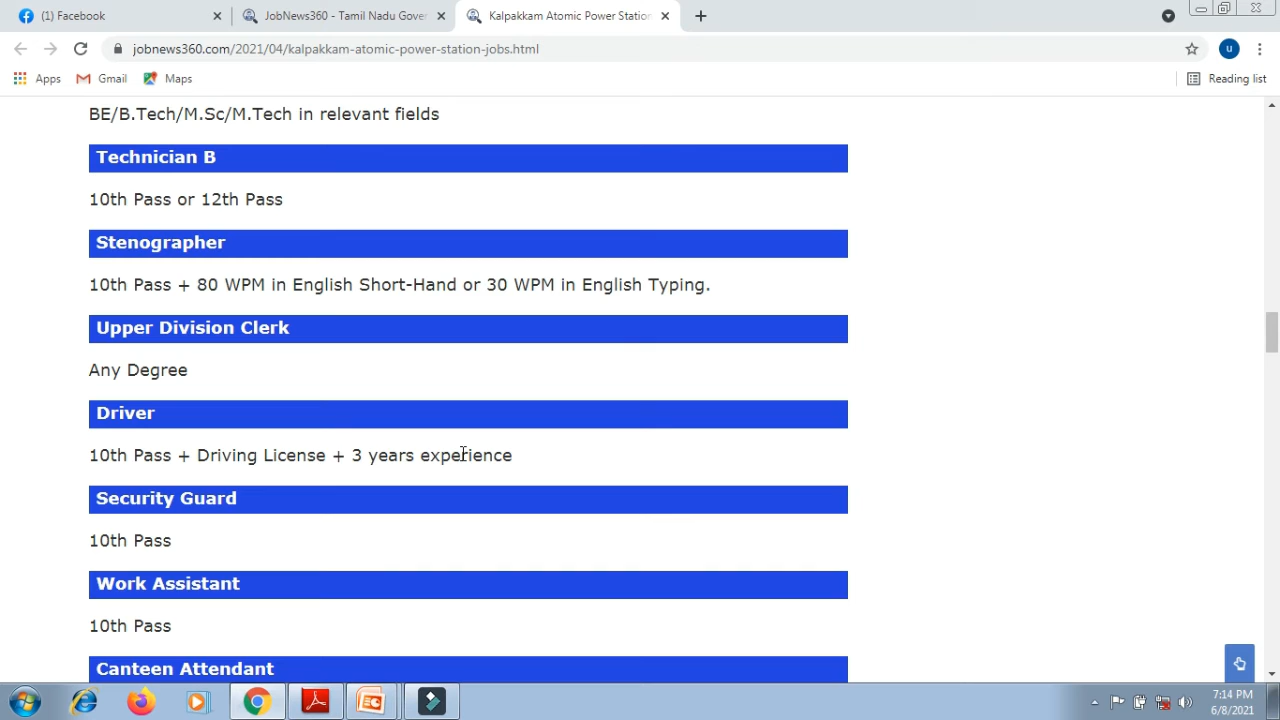 (1) Facebook
JobNews360 - Tamil Nadu Gover
Kalpakkam Atomic Power Station
jobnews360.com/2021/04/kalpakkam-atomic-power-station-jobs.html
u
Apps
Gmail
Maps
Reading list
BE/B.Tech/M.Sc/M.Tech in relevant fields
Technician B
10th Pass or 12th Pass
Stenographer
10th Pass + 80 WPM in English Short-Hand or 30 WPM in English Typing.
Upper Division Clerk
Any Degree
Driver
10th Pass + Driving License + 3 years experience
Security Guard
10th Pass
Work Assistant
10th Pass
Canteen Attendant
7:14 PM
6/8/2021